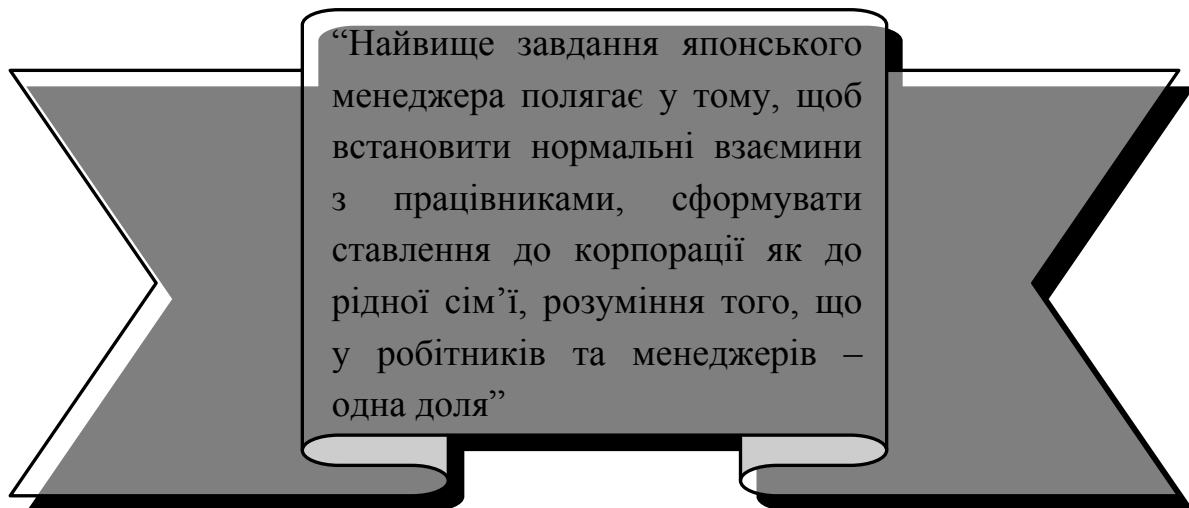 “Найвище завдання японського
менеджера полягає у тому, щоб
встановити нормальні взаємини
з працівниками, сформувати
ставлення до корпорації як до
рідної сім’ї, розуміння того, що
у робітників та менеджерів –
одна доля”